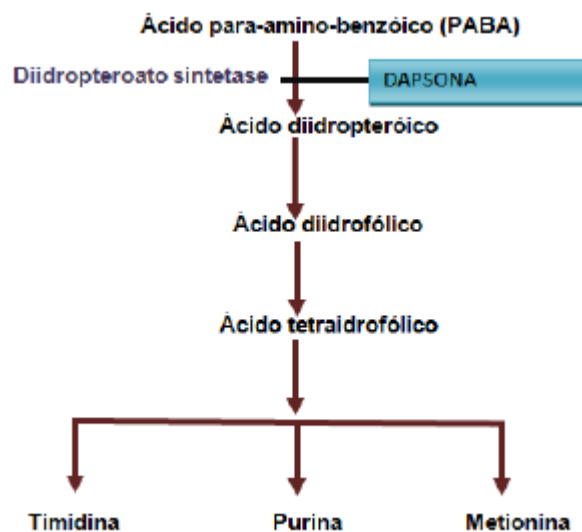 Ácido para-amino-benzóico (PABA)
Diidropteroato sintetase
DAPSONA
Ácido diidropteróico
Ácido diidrofólico
Ácido tetraidrofólico
Timidina
Purina
Metionina